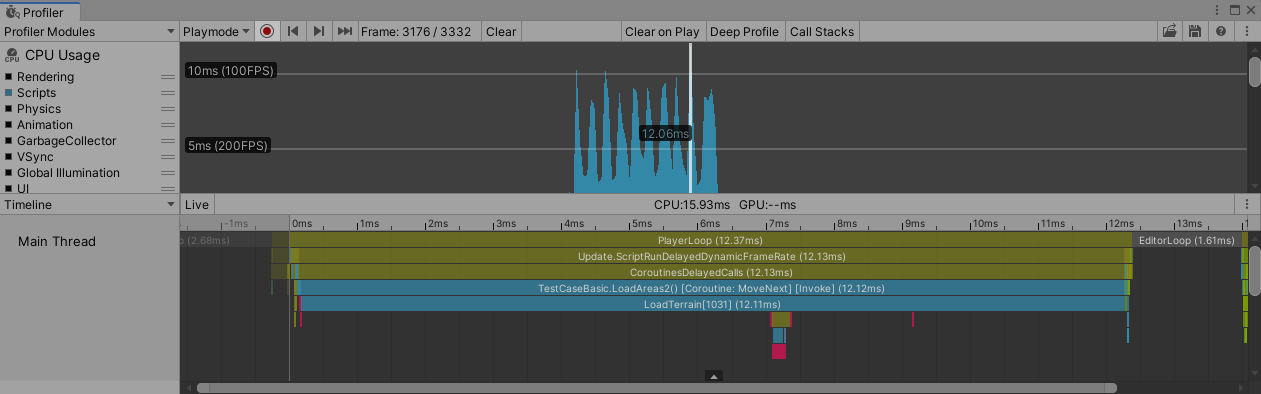 Profiler
Profiler Modules
Playmode
Frame: 3176 / 3332
Clear
Clear on Play
Deep Profile
Call Stacks
CPU
CPU Usage
Rendering
Scripts
Physics
Animation
GarbageCollector
VSync
Global Illumination
UI
10ms (100FPS)
12.06ms
5ms (200FPS)
Timeline
Live
CPU:15.93ms GPU:--ms
-1ms 0ms 1ms 2ms 3ms 4ms 5ms 6ms 7ms 8ms 9ms 10ms 11ms 12ms 13ms
Main Thread
(2.68ms)
PlayerLoop (12.37ms)
EditorLoop (1.61ms)
Update.ScriptRunDelayedDynamicFrameRate (12.13ms)
CoroutinesDelayedCalls (12.13ms)
TestCaseBasic.LoadAreas2() [Coroutine: MoveNext] [Invoke] (12.12ms)
LoadTerrain[1031] (12.11ms)